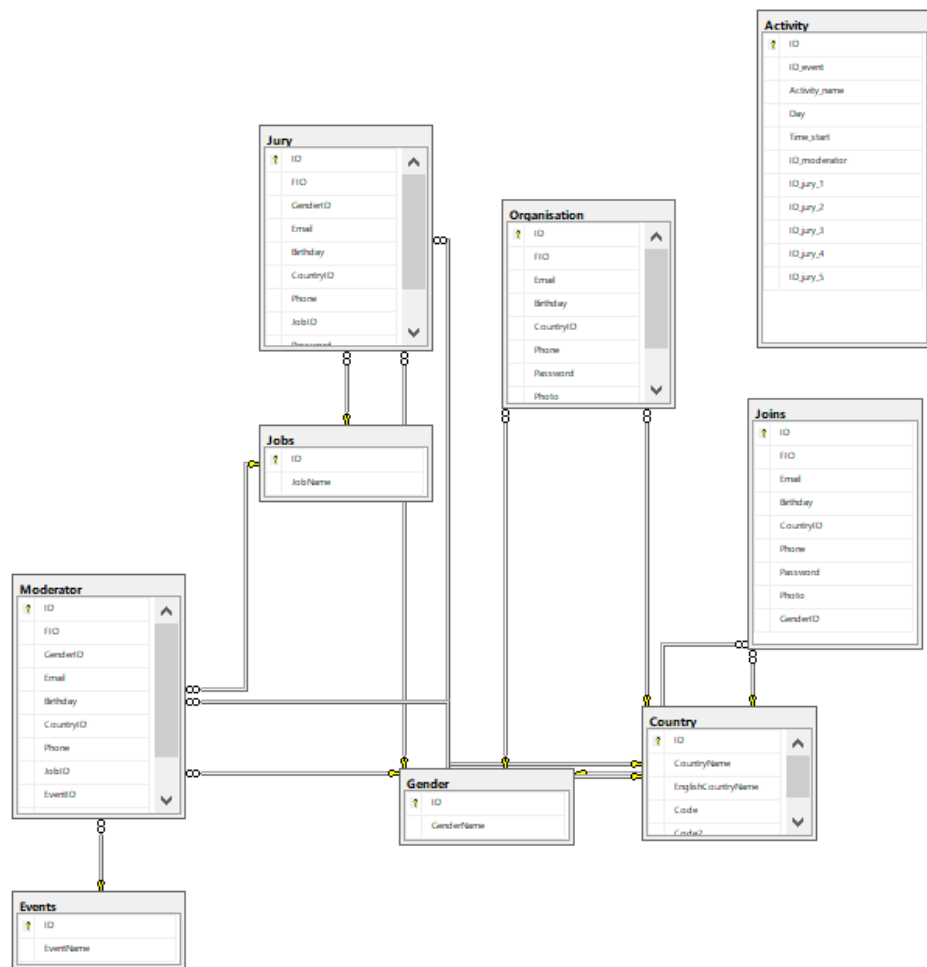 Activity
ID
ID_event
Activity_name
Day
Time_start
ID_moderator
ID_jury_1
ID_jury_2
ID_jury_3
ID_jury_4
ID_jury_5
Jury
ID
FIO
GenderID
Email
Birthday
CountryID
Phone
JobID
Password
Organisation
ID
FIO
Email
Birthday
CountryID
Phone
Password
Photo
Joins
ID
FIO
Email
Birthday
CountryID
Phone
Password
Photo
GenderID
Jobs
ID
JobName
Moderator
ID
FIO
GenderID
Email
Birthday
CountryID
Phone
JobID
EventID
Country
ID
CountryName
EnglishCountryName
Code
Code2
Gender
ID
GenderName
Events
ID
EventName